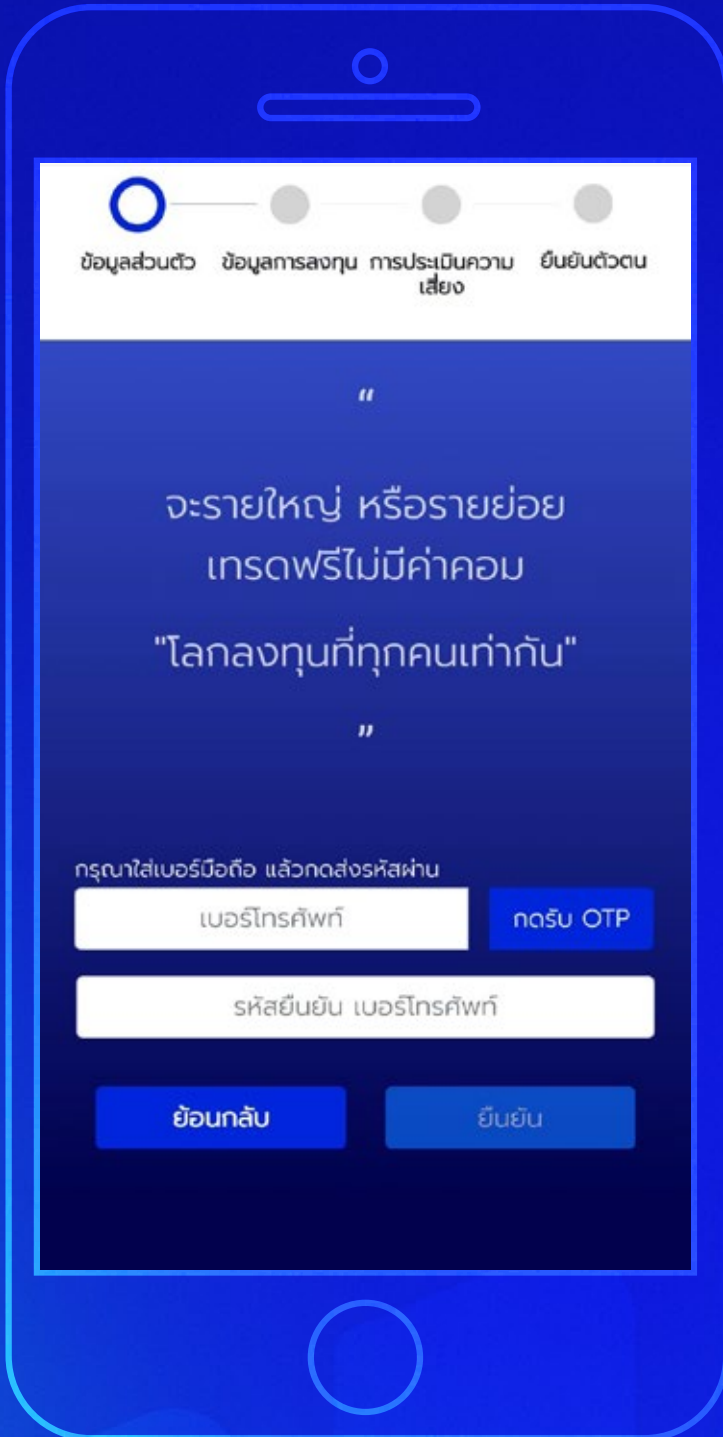 ข้อมูลส่วนตัว
ข้อมูลการลงทุน
การประเมินความ
เสี่ยง
ยืนยันตัวตน
“
จะรายใหญ่ หรือรายย่อย
เทรดฟรีไม่มีค่าคอม
"โลกลงทุนที่ทุกคนเท่ากัน"
”
กรุณาใส่เบอร์มือถือ แล้วกดส่งรหัสผ่าน
เบอร์โทรศัพท์
กดรับ OTP
รหัสยืนยัน เบอร์โทรศัพท์
ย้อนกลับ
ยืนยัน